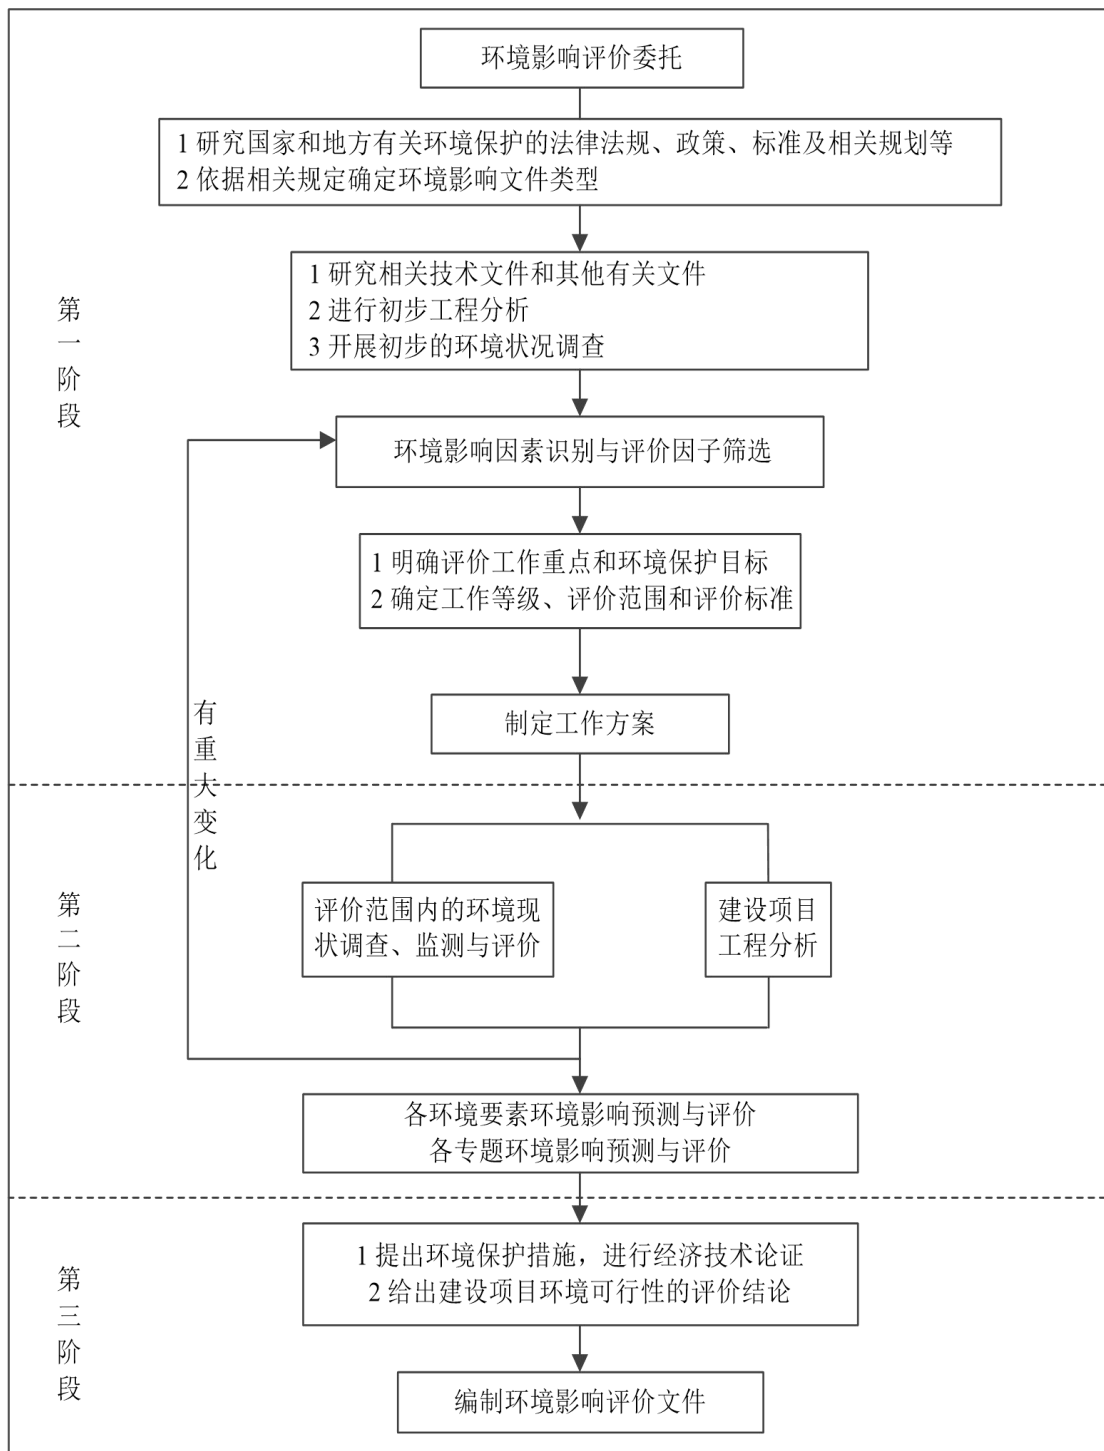 环境影响评价委托
1 研究国家和地方有关环境保护的法律法规、政策、标准及相关规划等
2 依据相关规定确定环境影响文件类型
1 研究相关技术文件和其他有关文件
2 进行初步工程分析
3 开展初步的环境状况调查
第一阶段
环境影响因素识别与评价因子筛选
1 明确评价工作重点和环境保护目标
2 确定工作等级、评价范围和评价标准
制定工作方案
有重大变化
第二阶段
评价范围内的环境现
状调查、监测与评价
建设项目
工程分析
各环境要素环境影响预测与评价
各专题环境影响预测与评价
第三阶段
1 提出环境保护措施，进行经济技术论证
2 给出建设项目环境可行性的评价结论
编制环境影响评价文件